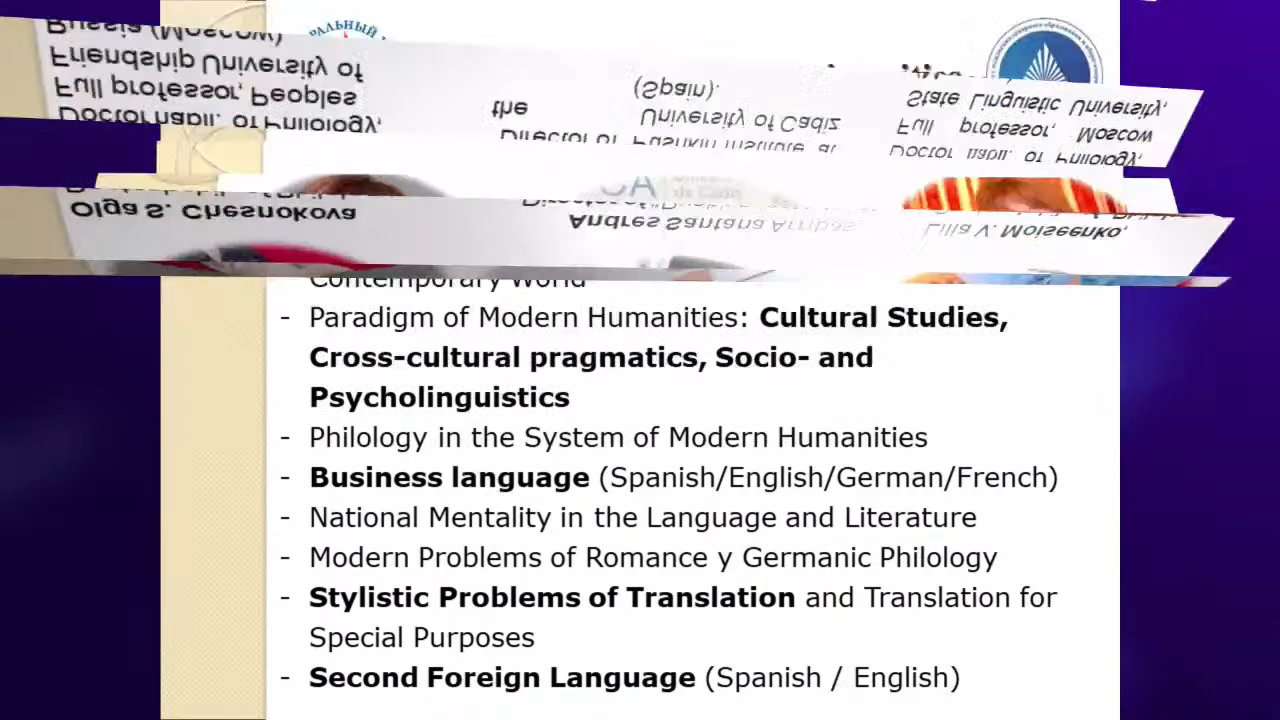 РАЛЬНЫЙ
Russia (Moscow)
Friendship University of
Full professor, Peoples
Doctor habil. of Philology,
the
(Spain).
University of Cadiz
Director of Pushkin Institute at
State Linguistic University,
Full professor, Moscow
Doctor habil. of Philology,
Olga S. Chesnokova
Andres Santana Arribas
Lilia V. Moiseenko,
Contemporary World
- Paradigm of Modern Humanities: Cultural Studies,
Cross-cultural pragmatics, Socio- and
Psycholinguistics
- Philology in the System of Modern Humanities
- Business language (Spanish/English/German/French)
- National Mentality in the Language and Literature
- Modern Problems of Romance y Germanic Philology
- Stylistic Problems of Translation and Translation for
Special Purposes
- Second Foreign Language (Spanish / English)